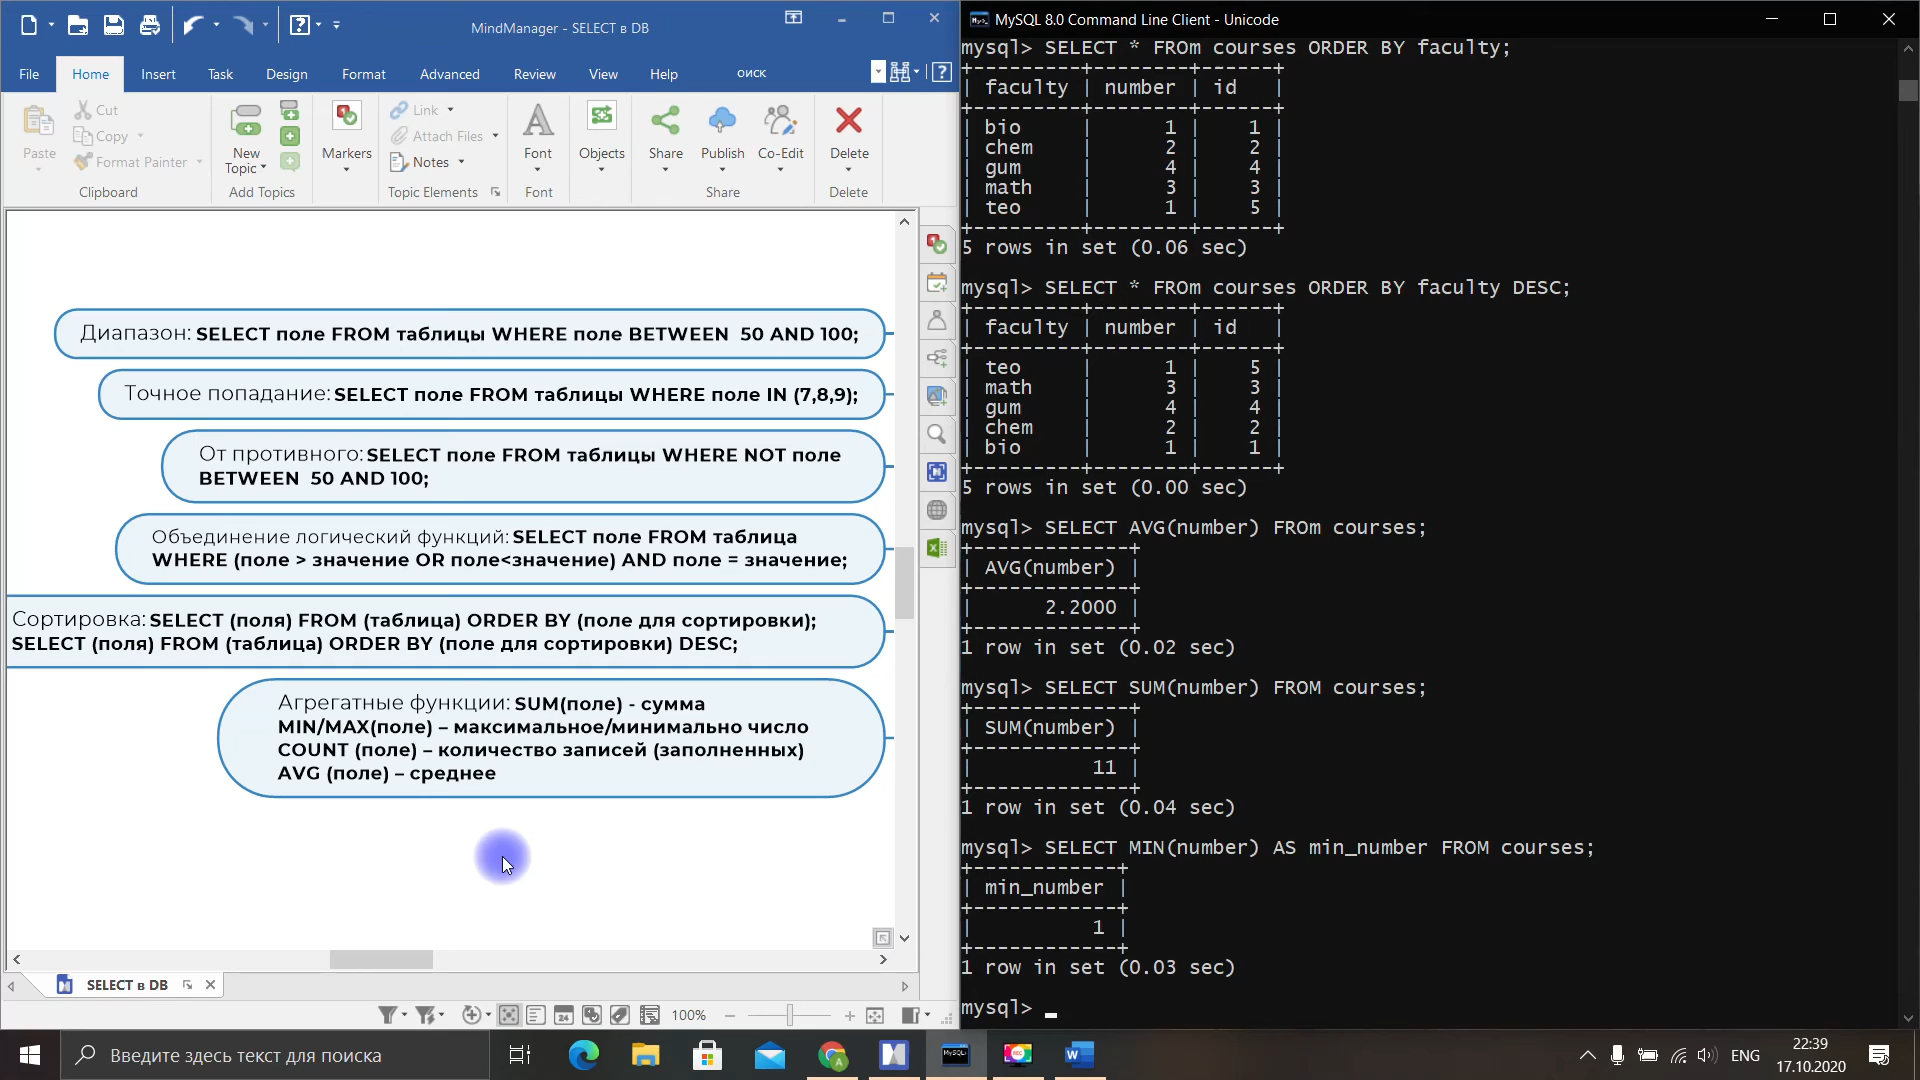 MindManager - SELECT в DB
File Home Insert Task Design Format Advanced Review View Help оиск
Paste
Cut
Copy
Format Painter
Clipboard
New Topic
Add Topics
Markers
Link
Attach Files
Notes
Topic Elements
Font
Font
Objects
Share
Publish
Co-Edit
Share
Delete
Delete
Диапазон: SELECT поле FROM таблицы WHERE поле BETWEEN 50 AND 100;
Точное попадание: SELECT поле FROM таблицы WHERE поле IN (7,8,9);
От противного: SELECT поле FROM таблицы WHERE NOT поле
BETWEEN 50 AND 100;
Объединение логический функций: SELECT поле FROM таблица
WHERE (поле > значение OR поле<значение) AND поле = значение;
Сортировка: SELECT (поля) FROM (таблица) ORDER BY (поле для сортировки);
SELECT (поля) FROM (таблица) ORDER BY (поле для сортировки) DESC;
Агрегатные функции: SUM(поле) - сумма
MIN/MAX(поле) – максимальное/минимально число
COUNT (поле) – количество записей (заполненных)
AVG (поле) – среднее
SELECT в DB
100%
MySQL 8.0 Command Line Client - Unicode
mysql> SELECT * FROm courses ORDER BY faculty;
+----------+--------+------+
| faculty | number | id |
+----------+--------+------+
| bio | 1 | 1 |
| chem | 2 | 2 |
| gum | 4 | 4 |
| math | 3 | 3 |
| teo | 1 | 5 |
+----------+--------+------+
5 rows in set (0.06 sec)
mysql> SELECT * FROm courses ORDER BY faculty DESC;
+----------+--------+------+
| faculty | number | id |
+----------+--------+------+
| teo | 1 | 5 |
| math | 3 | 3 |
| gum | 4 | 4 |
| chem | 2 | 2 |
| bio | 1 | 1 |
+----------+--------+------+
5 rows in set (0.00 sec)
mysql> SELECT AVG(number) FROm courses;
+-------------+
| AVG(number) |
+-------------+
| 2.2000 |
+-------------+
1 row in set (0.02 sec)
mysql> SELECT SUM(number) FROM courses;
+-------------+
| SUM(number) |
+-------------+
| 11 |
+-------------+
1 row in set (0.04 sec)
mysql> SELECT MIN(number) AS min_number FROM courses;
+------------+
| min_number |
+------------+
| 1 |
+------------+
1 row in set (0.03 sec)
mysql>
Введите здесь текст для поиска
ENG
22:39
17.10.2020